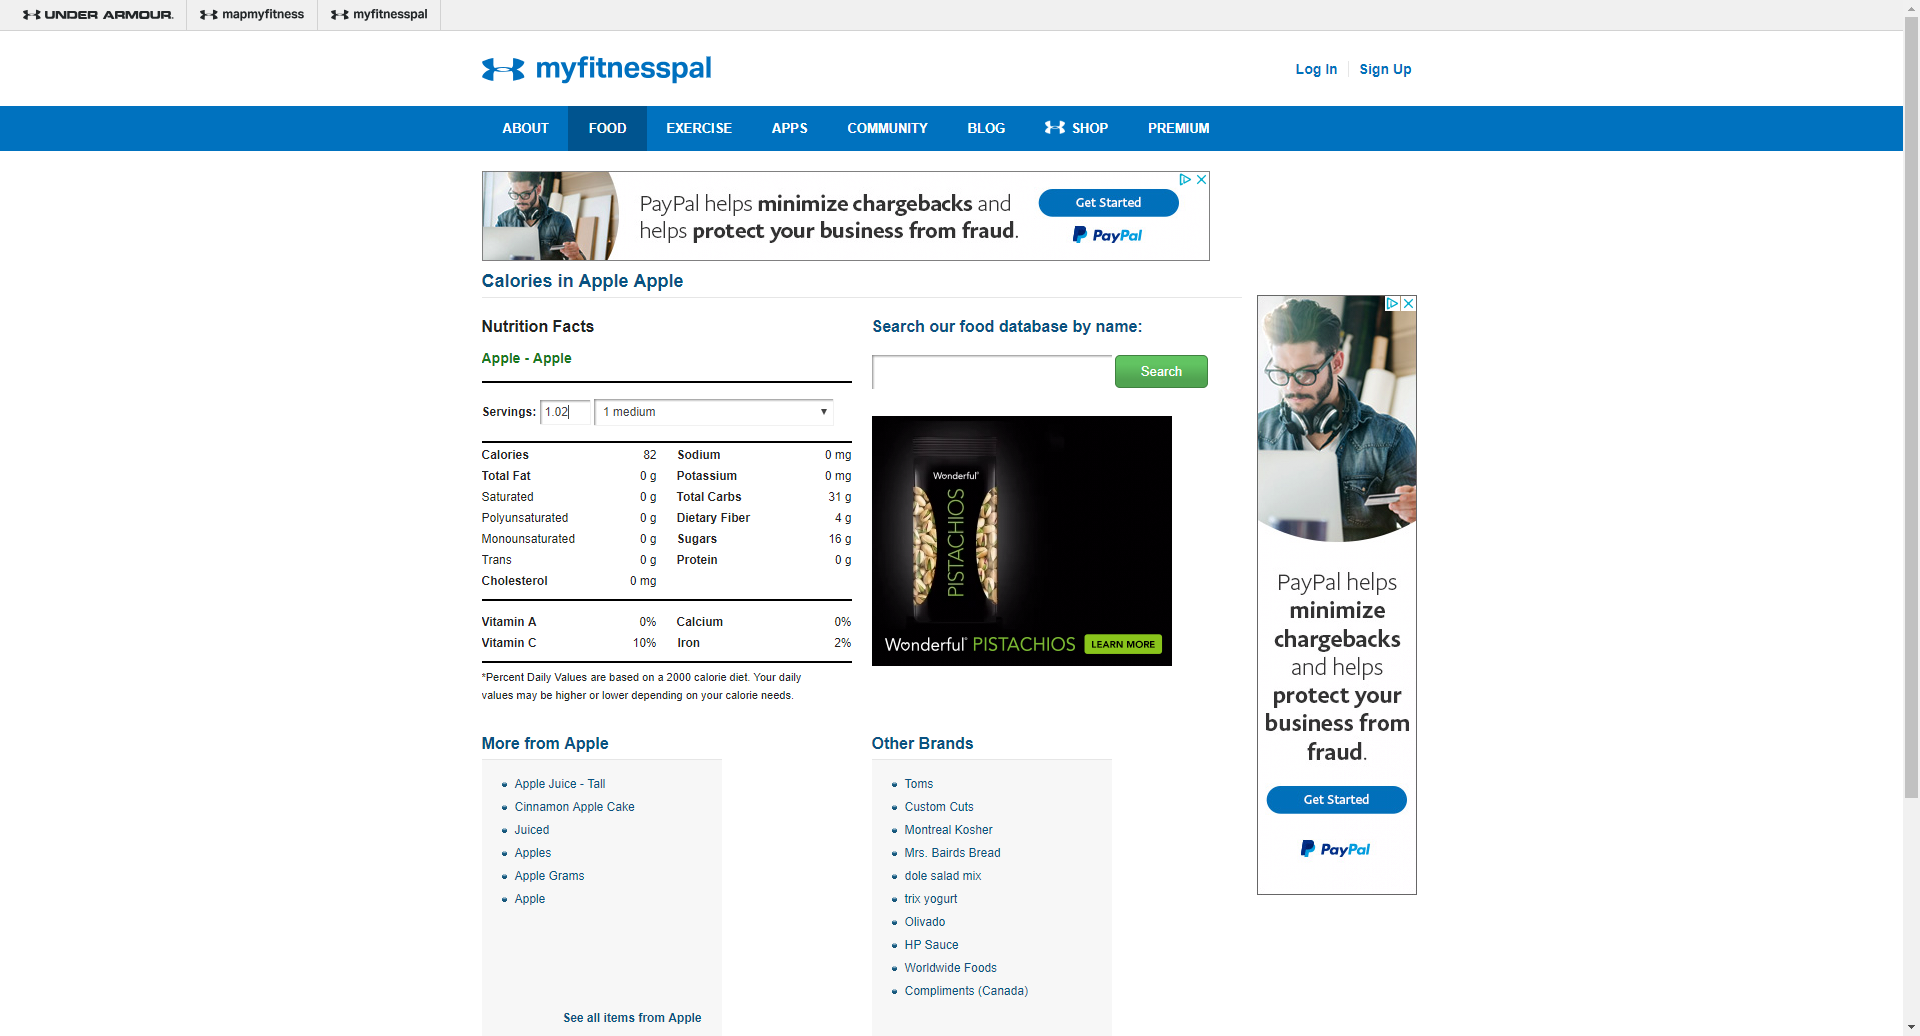 UNDER ARMOUR
mapmyfitness
myfitnesspal
myfitnesspal
Log In
Sign Up
ABOUT
FOOD
EXERCISE
APPS
COMMUNITY
BLOG
SHOP
PREMIUM
PayPal helps minimize chargebacks and
helps protect your business from fraud.
Get Started
PayPal
Calories in Apple Apple
Nutrition Facts
Apple - Apple
Servings: 1.02 1 medium
Calories 82 Sodium 0 mg
Total Fat 0 g Potassium 0 mg
Saturated 0 g Total Carbs 31 g
Polyunsaturated 0 g Dietary Fiber 4 g
Monounsaturated 0 g Sugars 16 g
Trans 0 g Protein 0 g
Cholesterol 0 mg
Vitamin A 0% Calcium 0%
Vitamin C 10% Iron 2%
*Percent Daily Values are based on a 2000 calorie diet. Your daily
values may be higher or lower depending on your calorie needs.
Search our food database by name:
Search
Wonderful
PISTACHIOS
Wonderful PISTACHIOS LEARN MORE
PayPal helps
minimize
chargebacks
and helps
protect your
business from
fraud.
Get Started
PayPal
More from Apple
Apple Juice - Tall
Cinnamon Apple Cake
Juiced
Apples
Apple Grams
Apple
See all items from Apple
Other Brands
Toms
Custom Cuts
Montreal Kosher
Mrs. Bairds Bread
dole salad mix
trix yogurt
Olivado
HP Sauce
Worldwide Foods
Compliments (Canada)